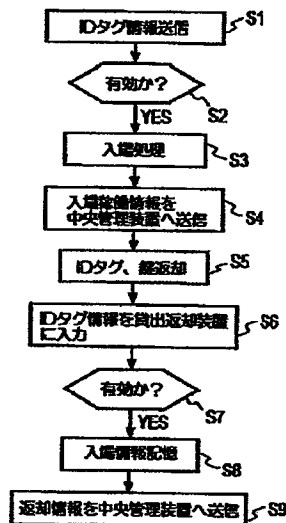 IDタグ情報送信
S1
有効か?
S2
YES
入場処理
S3
入場稼働情報を
中央管理装置へ送信
S4
IDタグ、鍵返却
S5
IDタグ情報を貸出返却装置
に入力
S6
有効か?
S7
YES
入場情報記憶
S8
返却情報を中央管理装置へ送信
S9